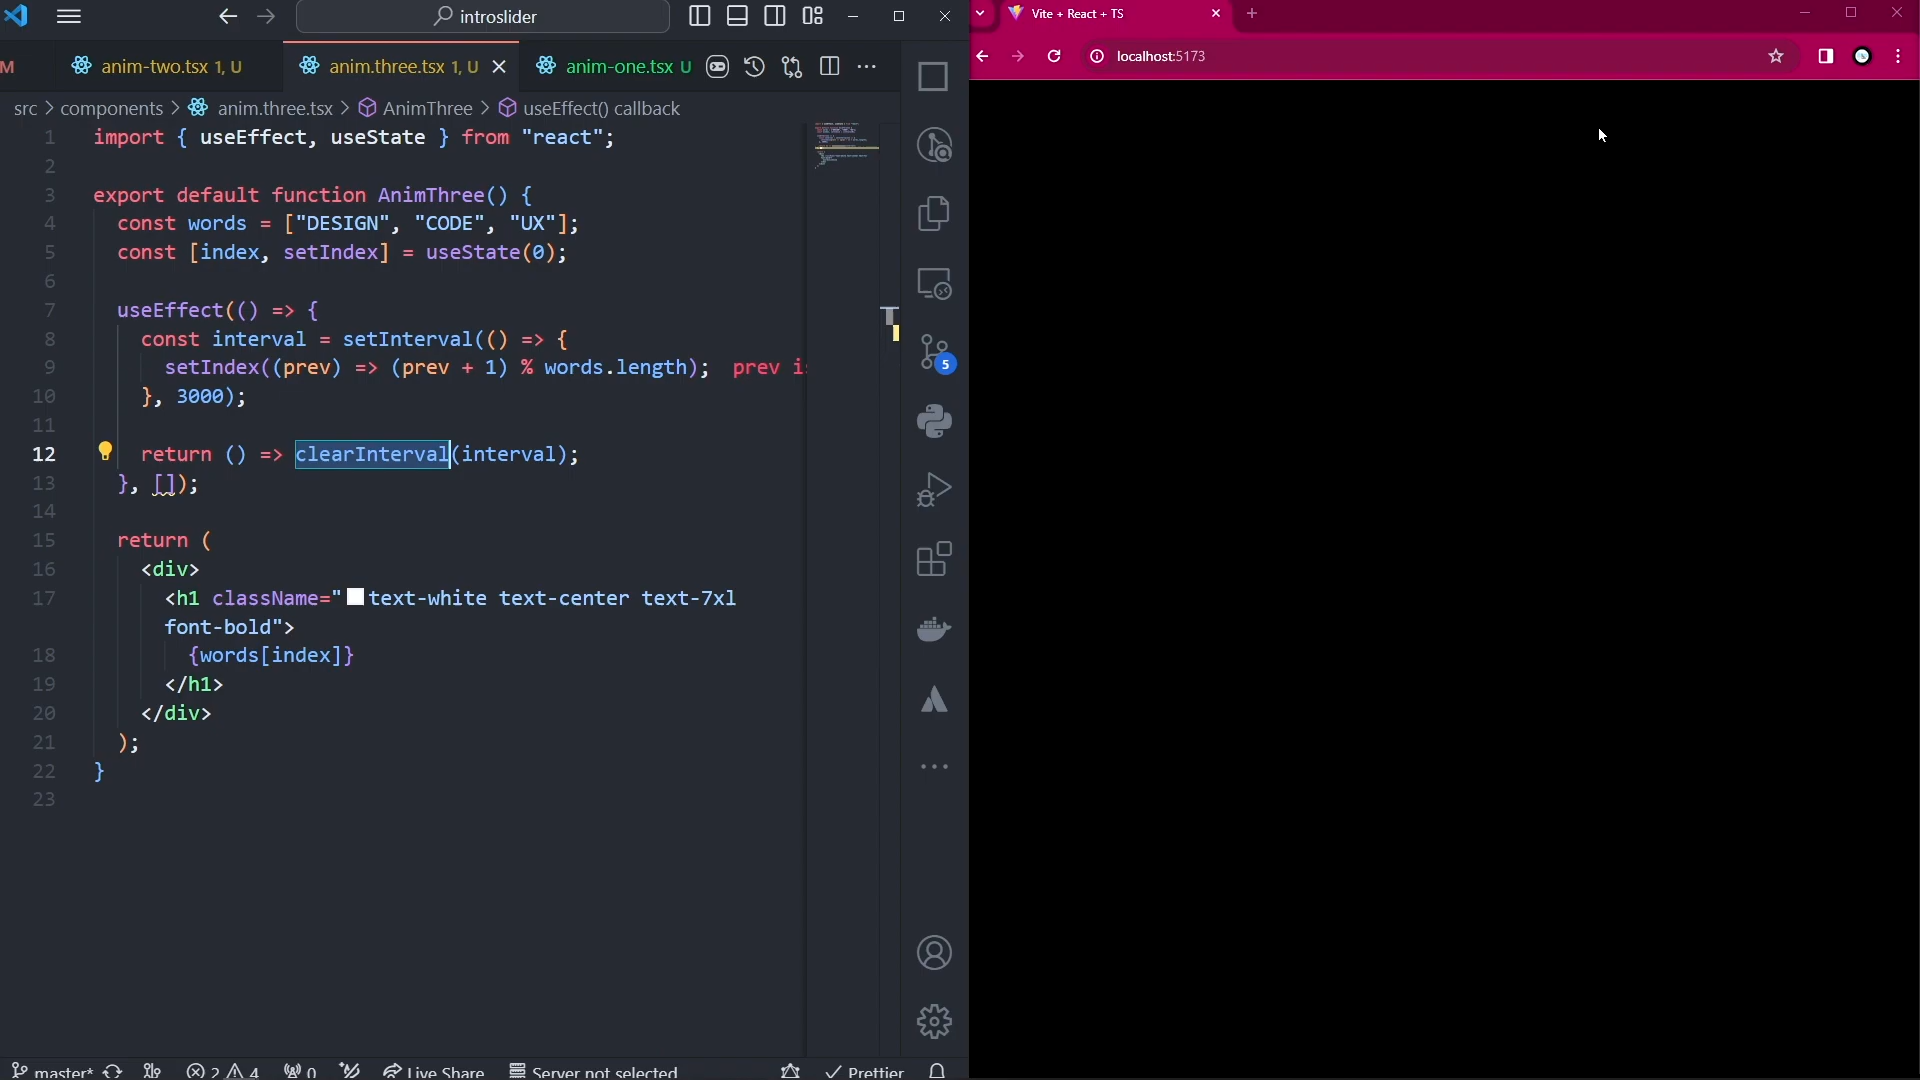 introslider
M
anim-two.tsx 1, U
anim.three.tsx 1, U
anim-one.tsx U
src > components > anim.three.tsx > AnimThree > useEffect() callback
1 import { useEffect, useState } from "react";
2
3 export default function AnimThree() {
4 const words = ["DESIGN", "CODE", "UX"];
5 const [index, setIndex] = useState(0);
6
7 useEffect(() => {
8 const interval = setInterval(() => {
9 setIndex((prev) => (prev + 1) % words.length); prev
10 }, 3000);
11
12 return () => clearInterval(interval);
13 }, []);
14
15 return (
16 <div>
17 <h1 className="text-white text-center text-7xl
font-bold">
18 {words[index]}
19 </h1>
20 </div>
21 );
22 }
23
5
master*
2
4
0
Live Share
Server not selected
Prettier
Vite + React + TS
localhost:5173